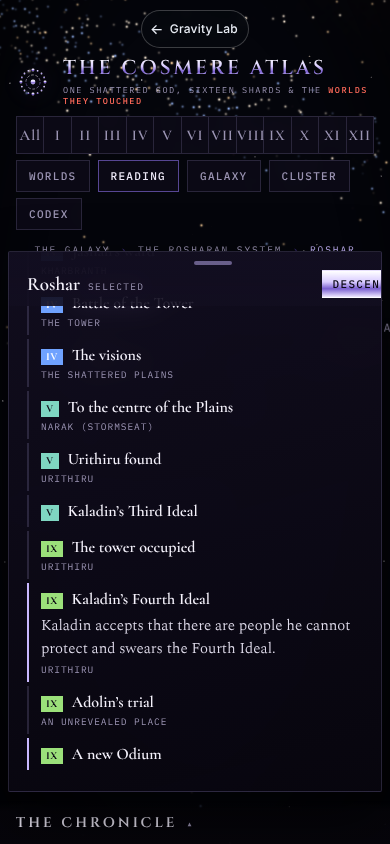 ← Gravity Lab
THE COSMERE ATLAS
ONE SHATTERED GOD, SIXTEEN SHARDS & THE WORLDS
THEY TOUCHED
All I II III IV V VI VII VIII IX X XI XII
WORLDS READING GALAXY CLUSTER
CODEX
THE GALAXY THE ROSHARAN SYSTEM ROSHAR
Roshar SELECTED DESCEN
Battle of the Tower
THE TOWER
IV The visions
THE SHATTERED PLAINS
V To the centre of the Plains
NARAK (STORMSEAT)
V Urithiru found
URITHIRU
V Kaladin’s Third Ideal
IX The tower occupied
URITHIRU
IX Kaladin’s Fourth Ideal
Kaladin accepts that there are people he cannot
protect and swears the Fourth Ideal.
URITHIRU
IX Adolin’s trial
AN UNREVEALED PLACE
IX A new Odium
THE CHRONICLE ▴